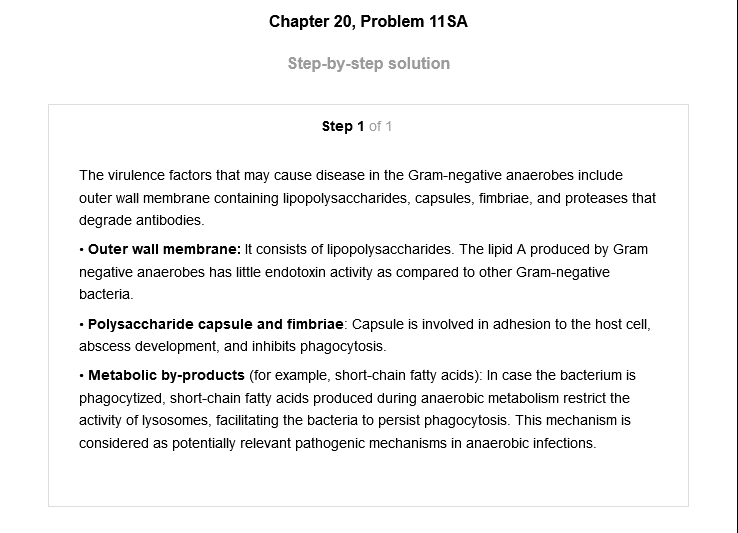 Chapter 20, Problem 11SA
Step-by-step solution
Step 1 of 1
The virulence factors that may cause disease in the Gram-negative anaerobes include
outer wall membrane containing lipopolysaccharides, capsules, fimbriae, and proteases that
degrade antibodies.
• Outer wall membrane: It consists of lipopolysaccharides. The lipid A produced by Gram
negative anaerobes has little endotoxin activity as compared to other Gram-negative
bacteria.
• Polysaccharide capsule and fimbriae: Capsule is involved in adhesion to the host cell,
abscess development, and inhibits phagocytosis.
• Metabolic by-products (for example, short-chain fatty acids): In case the bacterium is
phagocytized, short-chain fatty acids produced during anaerobic metabolism restrict the
activity of lysosomes, facilitating the bacteria to persist phagocytosis. This mechanism is
considered as potentially relevant pathogenic mechanisms in anaerobic infections.